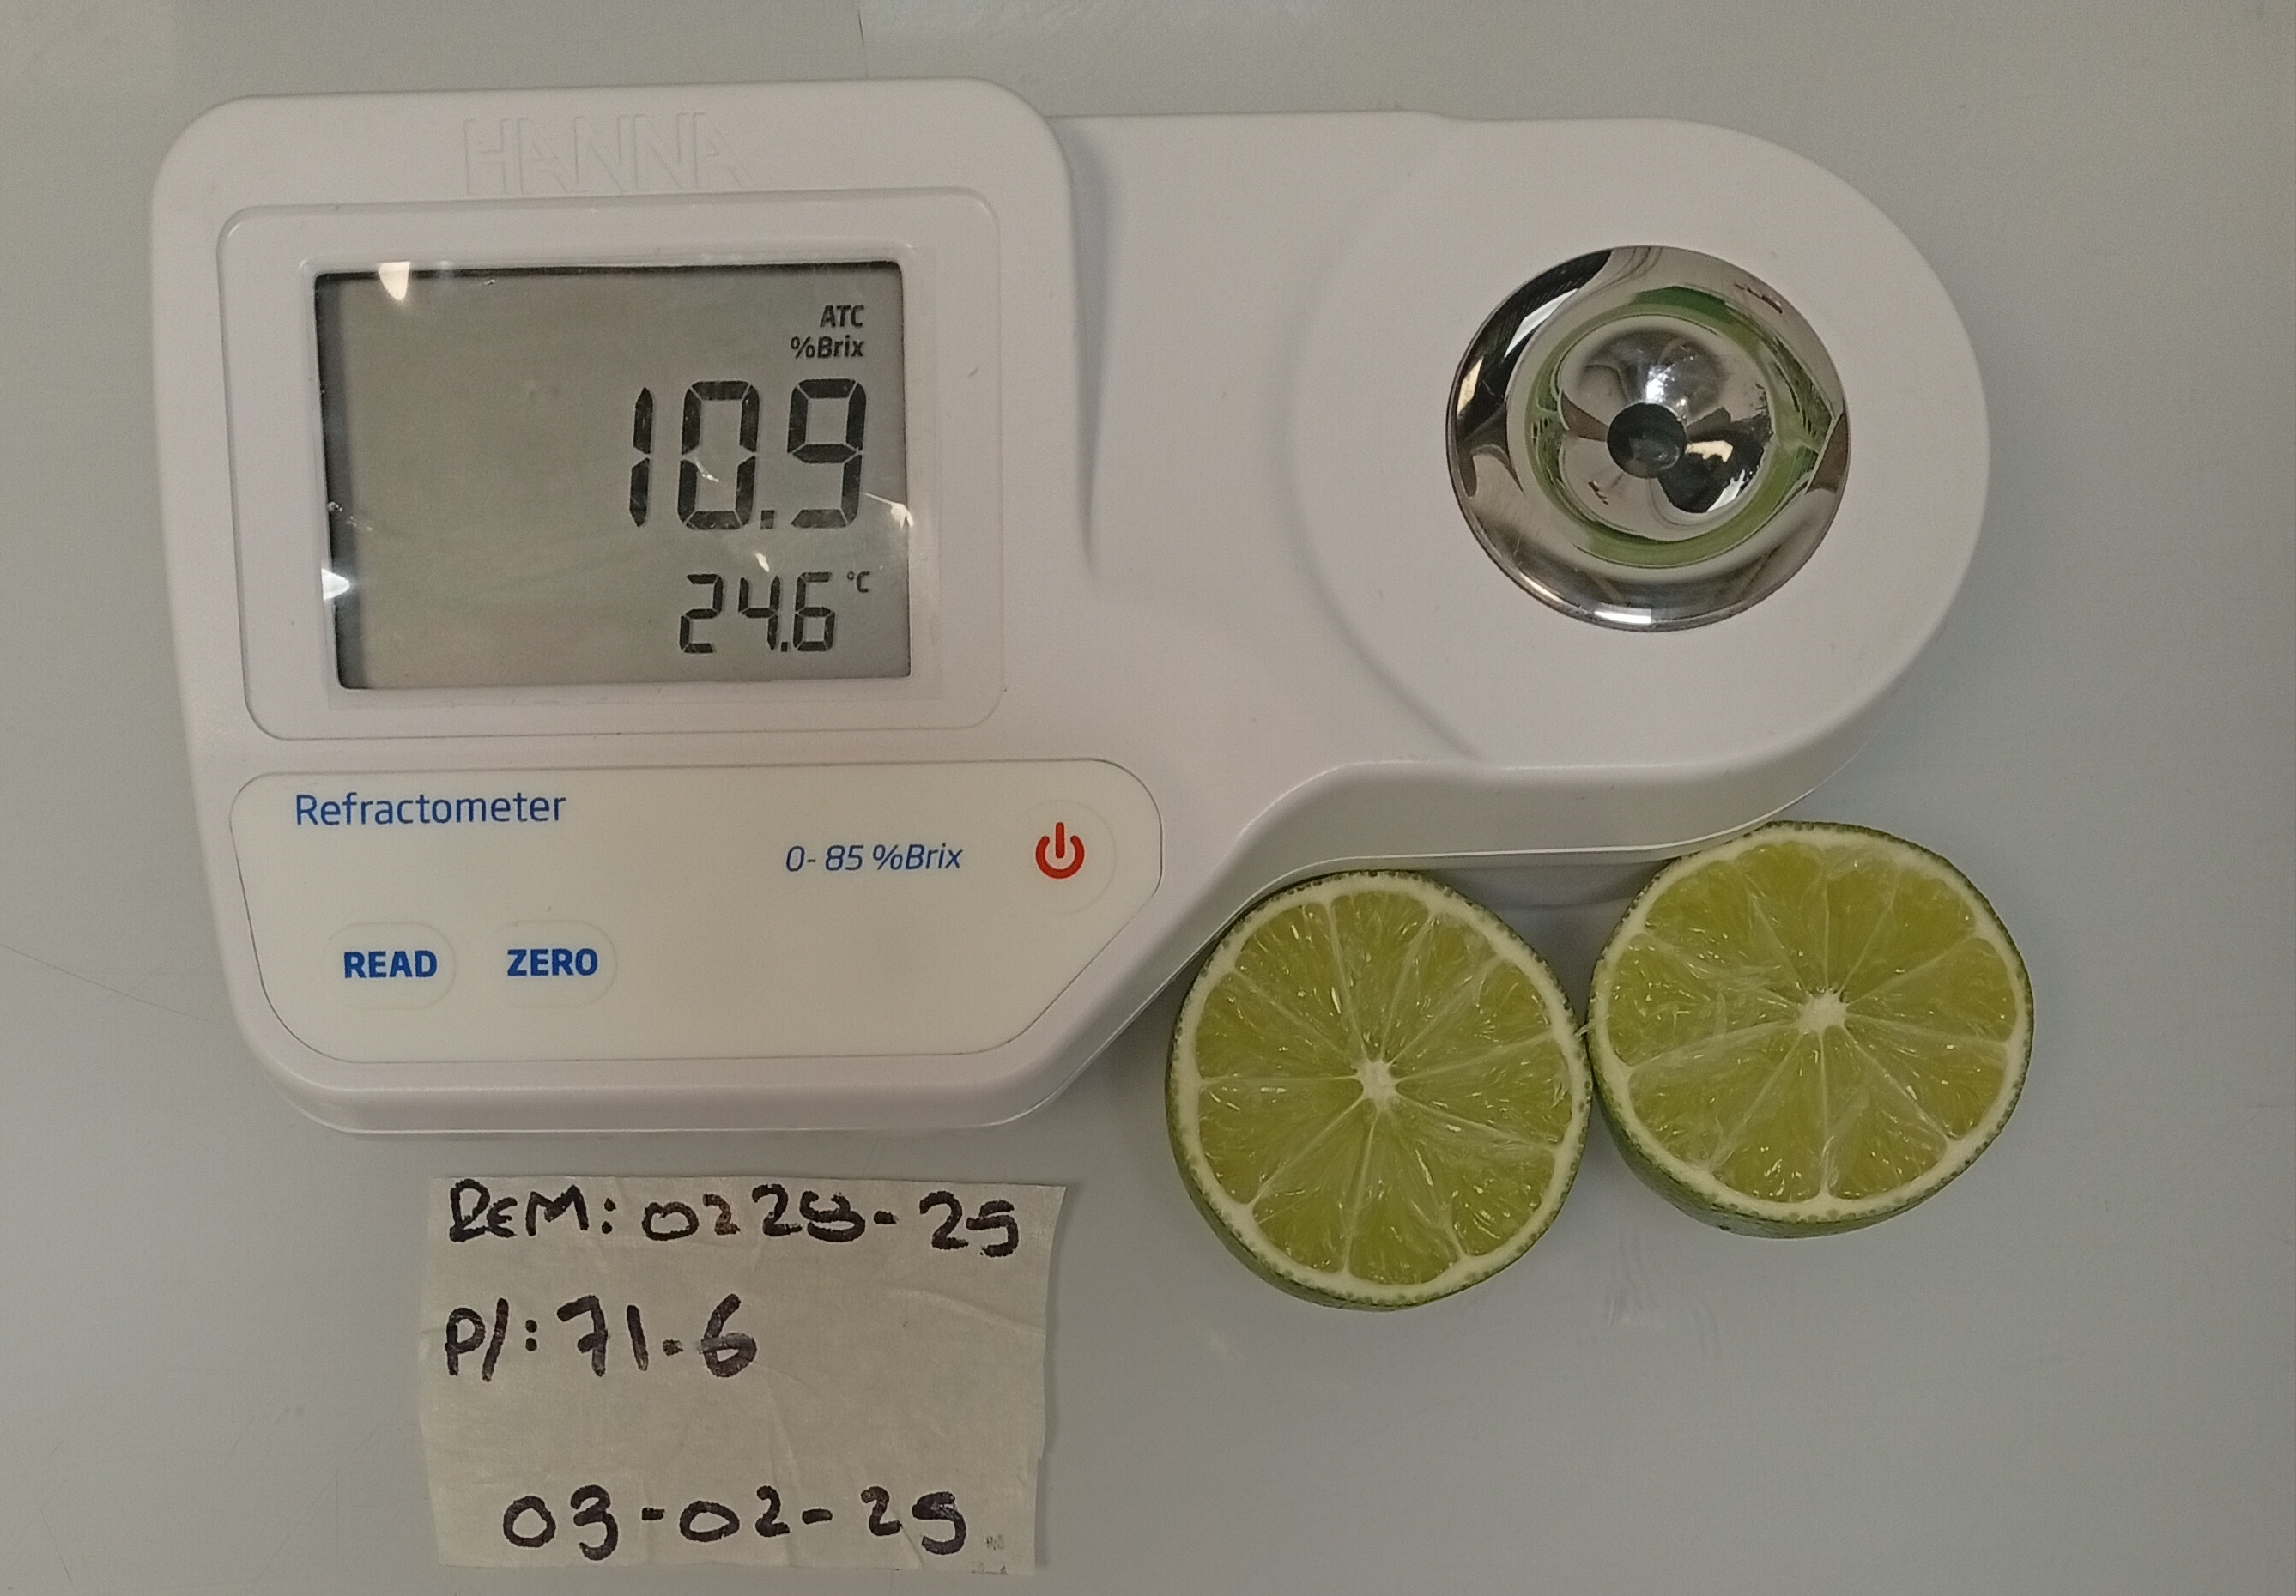 HANNA
ATC
%Brix
10.9
24.6 °C
Refractometer
0- 85 %Brix
READ
ZERO
REM: 0228-25
P/: 71.6
03-02-25